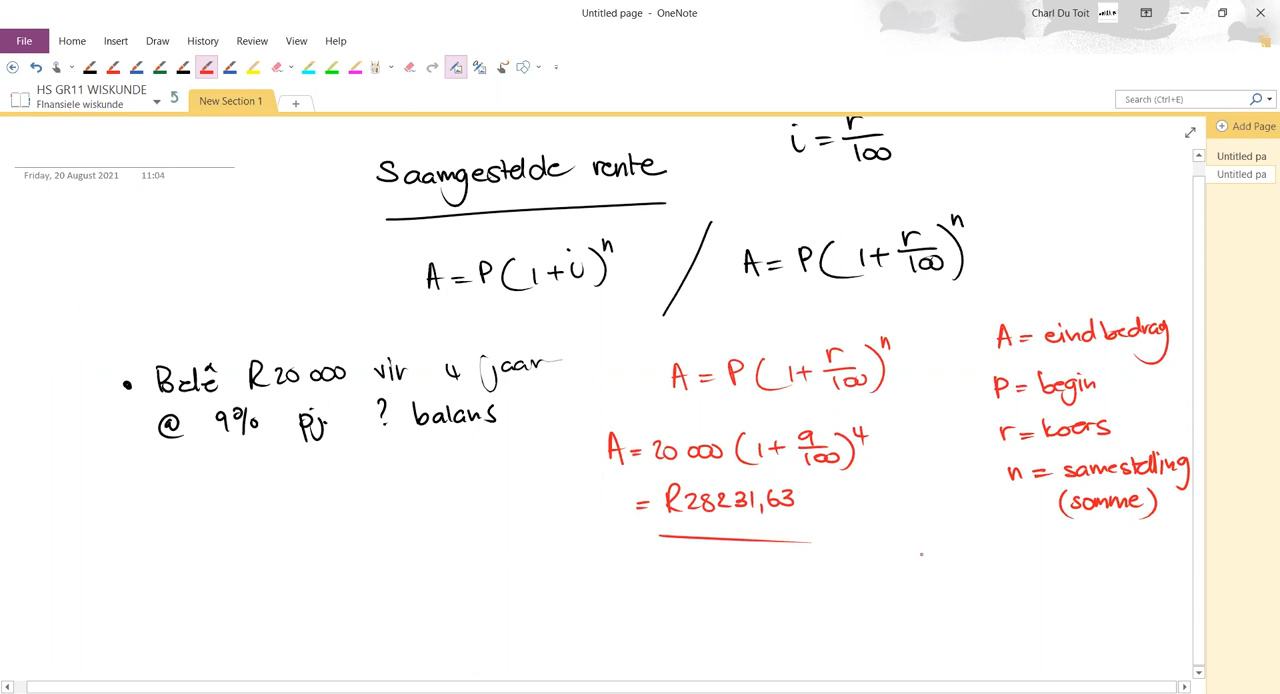 Untitled page - OneNote
Charl Du Toit
File Home Insert Draw History Review View Help
HS GR11 WISKUNDE
FInansiele wiskunde
New Section 1
+
Search (Ctrl+E)
Add Page
Untitled pa
Untitled pa
Friday, 20 August 2021 11:04
i = r/100
Saamgestelde rente
A = P(1+i)^n / A = P(1+r/100)^n
• Belê R20 000 vir 4 jaar
@ 9% pj ? balans
A = P(1+r/100)^n
A = 20 000 (1+9/100)^4
= R28231,63
A = eindbedrag
P = begin
r = koers
n = samestelling
(somme)